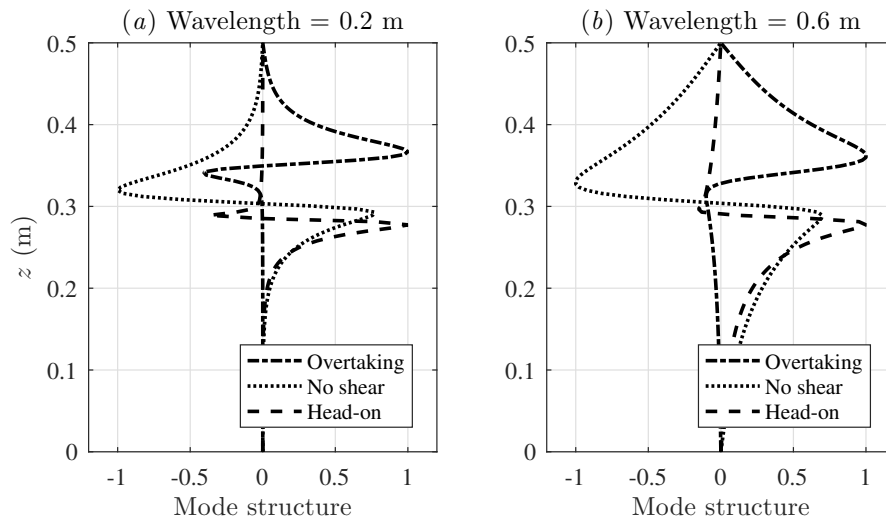 (a) Wavelength = 0.2 m
(b) Wavelength = 0.6 m
z (m)
0.5
0.4
0.3
0.2
0.1
0
-1 -0.5 0 0.5 1
Mode structure
Overtaking
No shear
Head-on
0.5
0.4
0.3
0.2
0.1
0
-1 -0.5 0 0.5 1
Mode structure
Overtaking
No shear
Head-on